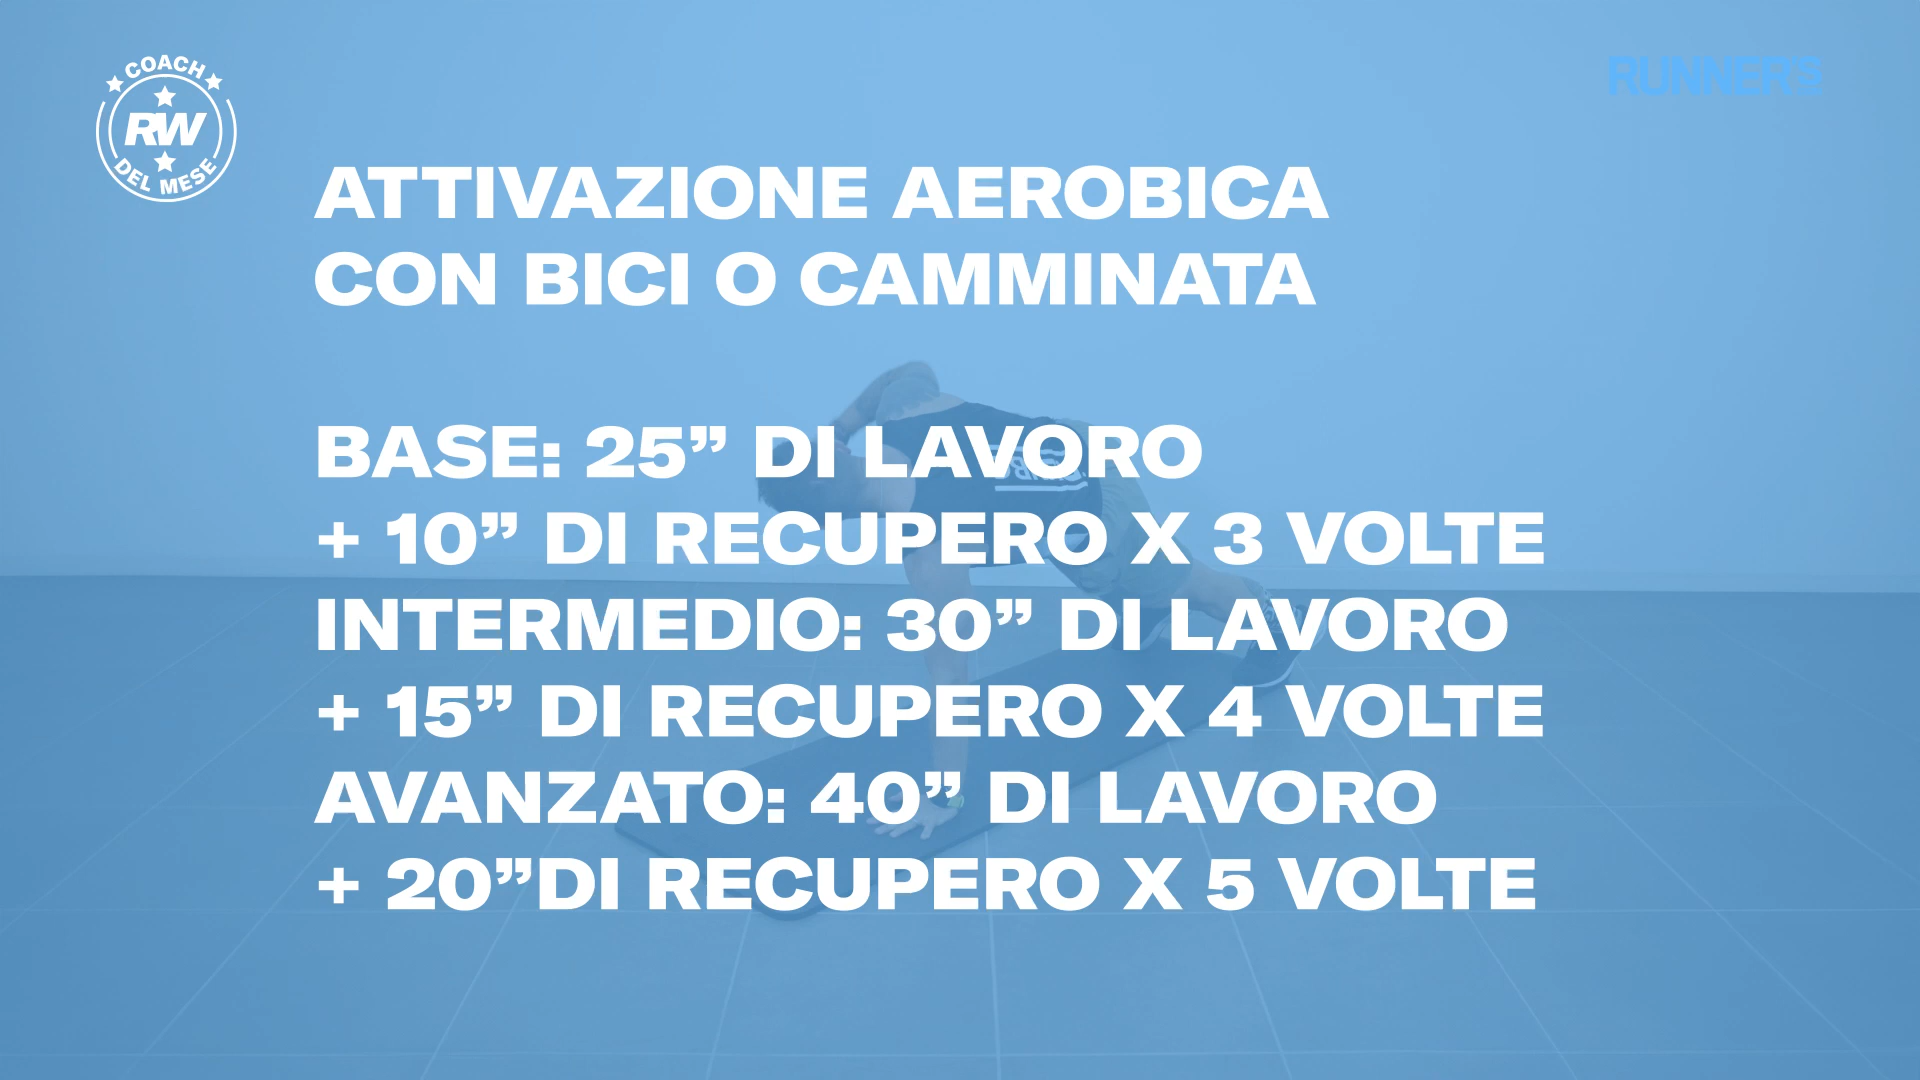 COACH
RW
DEL MESE
RUNNER'S
ATTIVAZIONE AEROBICA
CON BICI O CAMMINATA
BASE: 25” DI LAVORO
+ 10” DI RECUPERO X 3 VOLTE
INTERMEDIO: 30” DI LAVORO
+ 15” DI RECUPERO X 4 VOLTE
AVANZATO: 40” DI LAVORO
+ 20”DI RECUPERO X 5 VOLTE